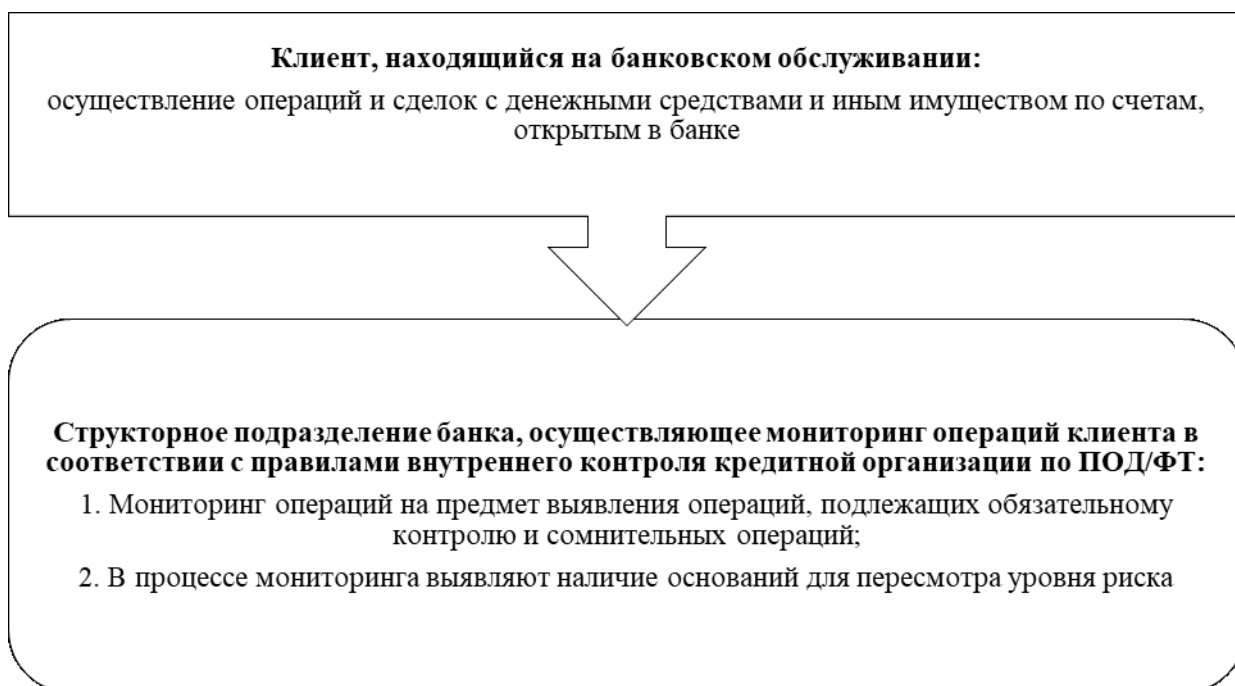 Клиент, находящийся на банковском обслуживании:
осуществление операций и сделок с денежными средствами и иным имуществом по счетам,
открытым в банке
Структорное подразделение банка, осуществляющее мониторинг операций клиента в
соответствии с правилами внутреннего контроля кредитной организации по ПОД/ФТ:
1. Мониторинг операций на предмет выявления операций, подлежащих обязательному
контролю и сомнительных операций;
2. В процессе мониторинга выявляют наличие оснований для пересмотра уровня риска